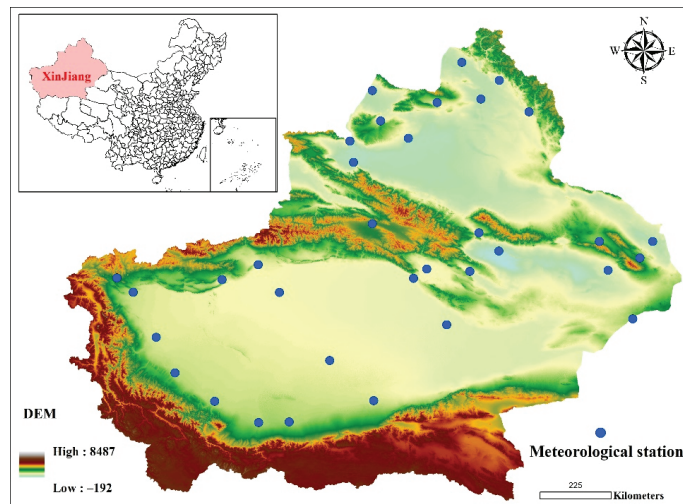 XinJiang
N
W E
S
DEM
High : 8487
Low : –192
Meteorological station
225
Kilometers